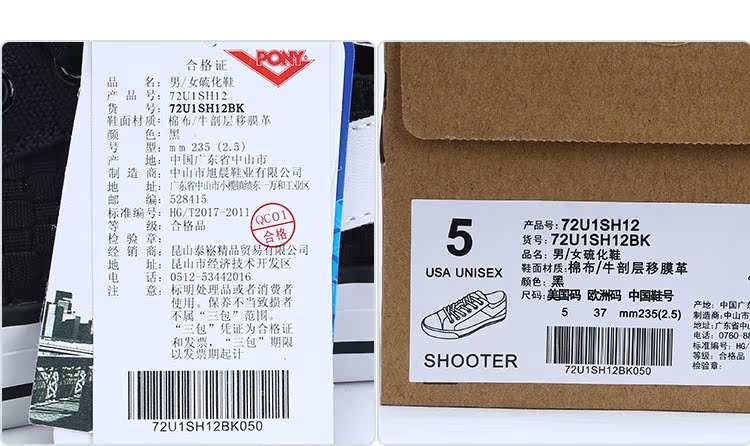 PONY
合格证
品 名: 男/女硫化鞋
产 品 号: 72U1SH12
货 号: 72U1SH12BK
鞋面材质: 棉布/牛剖层移膜革
颜 色: 黑
号 型: mm 235 (2.5)
产 地: 中国广东省中山市
制 造 商: 中山市旭晨鞋业有限公司
地 址: 广东省中山市小榄镇绩东一万和工业区
邮 编: 528415
标准编号: HG/T2017-2011
等 级: 合格品
检 验 章:
QC01
合格
经 销 商: 昆山泰崧精品贸易有限公司
地 址: 昆山市经济技术开发区
电 话: 0512-53442016
注 意: 标明处理品或者消费者
使用。保养不当致损者
不属“三包”范围。
“三包”凭证为合格证
和发票，“三包”期限
以发票日期起计
72U1SH12BK050
5
USA UNISEX
SHOOTER
产品号: 72U1SH12
货号: 72U1SH12BK
品名: 男/女硫化鞋
鞋面材质: 棉布/牛剖层移膜革
颜色: 黑
尺码: 美国码 欧洲码 中国鞋号
5 37 mm235(2.5)
72U1SH12BK050
产地: 中国广东
制造商: 中山市
地址: 广东省中
电话: 0760-88
标准编号: HG/
等级: 合格品
检验章: